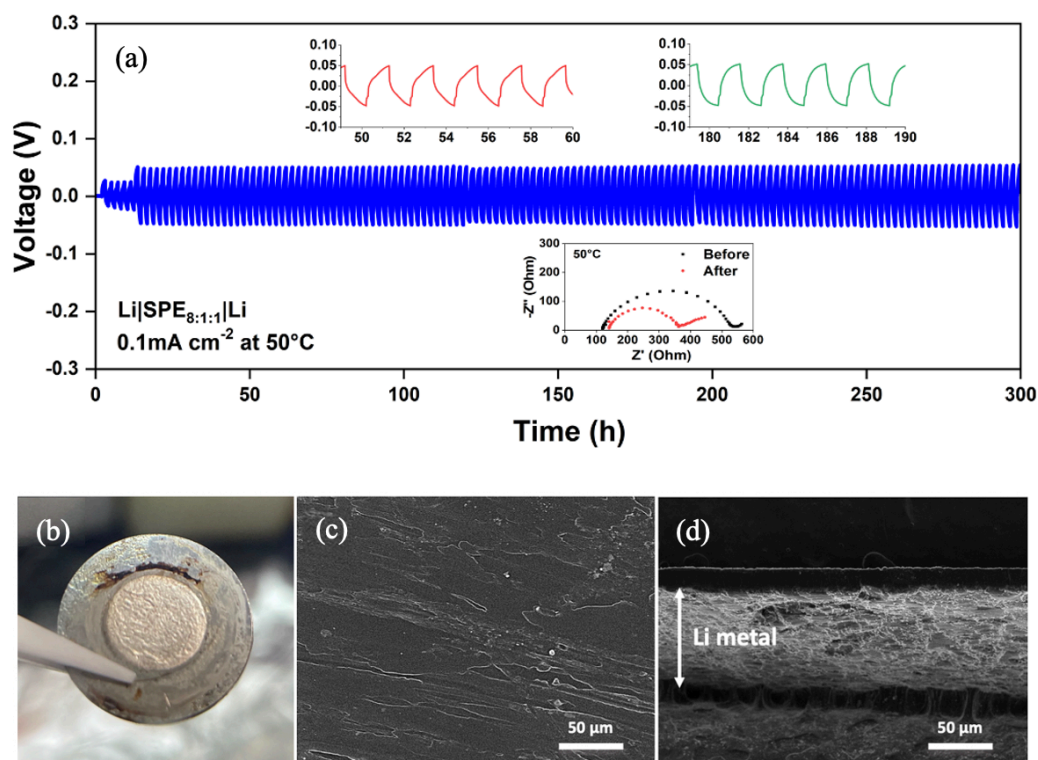 (a)
Voltage (V)
0.3
0.2
0.1
0.0
-0.1
-0.2
-0.3
0.10
0.05
0.00
-0.05
-0.10
50 52 54 56 58 60
0.10
0.05
0.00
-0.05
-0.10
180 182 184 186 188 190
-Z'' (Ohm)
300
200
100
0
50°C
Before
After
0 100 200 300 400 500 600
Z' (Ohm)
Li|SPE8:1:1|Li
0.1mA cm-2 at 50°C
0 50 100 150 200 250 300
Time (h)
(b)
(c)
50 µm
(d)
Li metal
50 µm